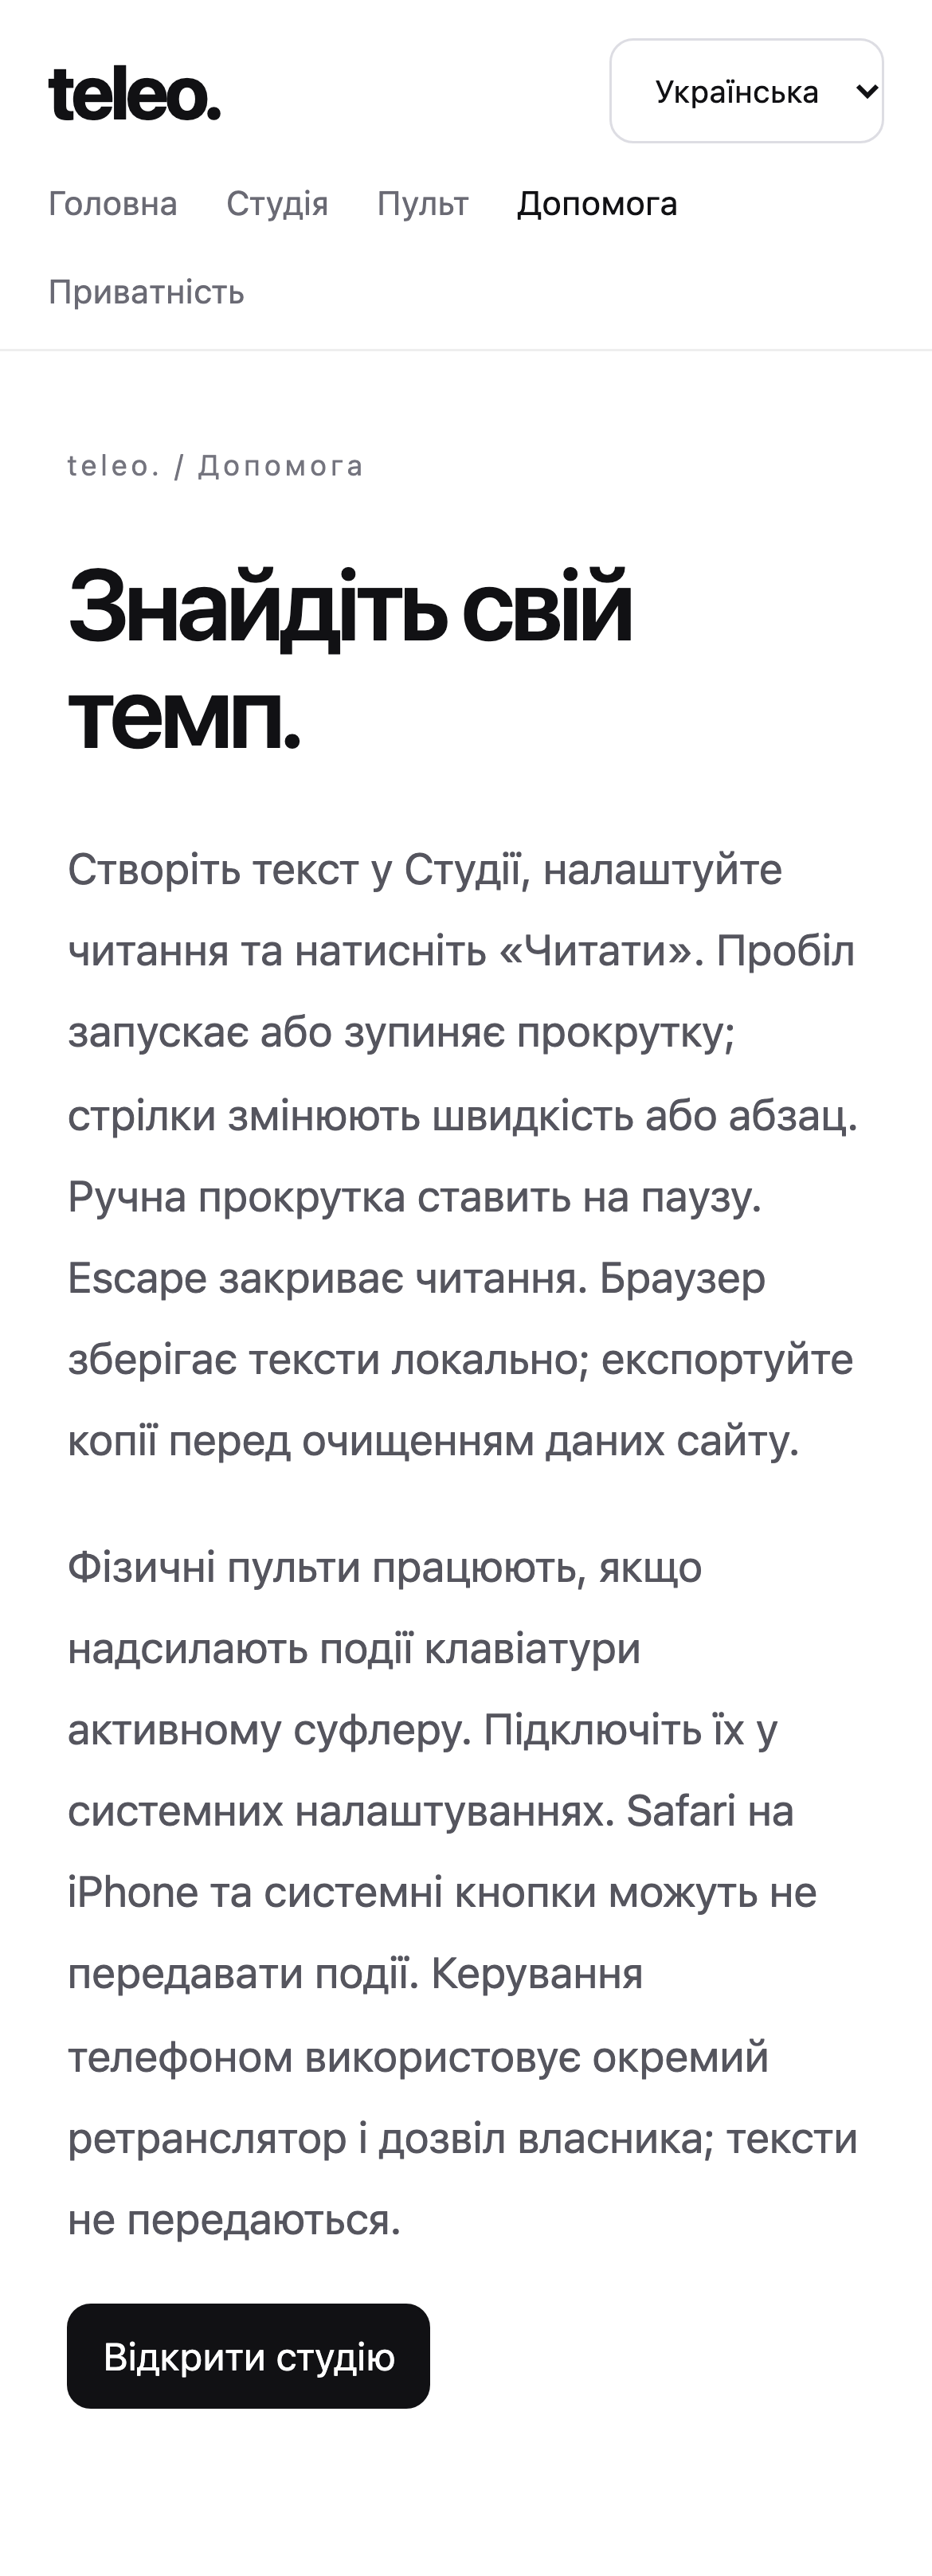 teleo.
Українська
Головна Студія Пульт Допомога
Приватність
teleo. / Допомога
Знайдіть свій
темп.
Створіть текст у Студії, налаштуйте
читання та натисніть «Читати». Пробіл
запускає або зупиняє прокрутку;
стрілки змінюють швидкість або абзац.
Ручна прокрутка ставить на паузу.
Escape закриває читання. Браузер
зберігає тексти локально; експортуйте
копії перед очищенням даних сайту.
Фізичні пульти працюють, якщо
надсилають події клавіатури
активному суфлеру. Підключіть їх у
системних налаштуваннях. Safari на
iPhone та системні кнопки можуть не
передавати події. Керування
телефоном використовує окремий
ретранслятор і дозвіл власника; тексти
не передаються.
Відкрити студію